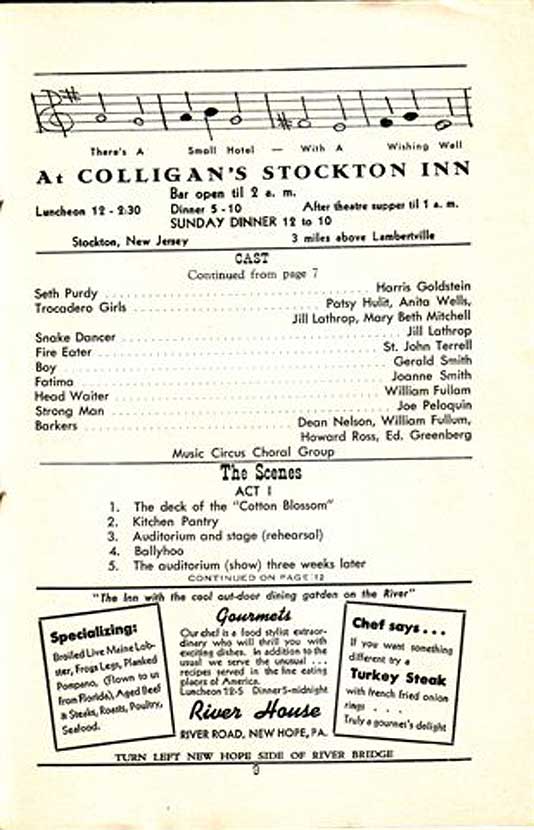 There's A Small Hotel — With A Wishing Well
At COLLIGAN'S STOCKTON INN
Bar open til 2 a. m.
Luncheon 12 - 2:30 Dinner 5 - 10 After theatre supper til 1 a. m.
SUNDAY DINNER 12 to 10
Stockton, New Jersey 3 miles above Lambertville
CAST
Continued from page 7
Seth Purdy Harris Goldstein
Trocadero Girls Patsy Hulit, Anita Wells,
Jill Lathrop, Mary Beth Mitchell
Snake Dancer Jill Lathrop
Fire Eater St. John Terrell
Boy Gerald Smith
Fatima Joanne Smith
Head Waiter William Fullam
Strong Man Joe Peloquin
Barkers Dean Nelson, William Fullum,
Howard Ross, Ed. Greenberg
Music Circus Choral Group
The Scenes
ACT I
1. The deck of the "Cotton Blossom"
2. Kitchen Pantry
3. Auditorium and stage (rehearsal)
4. Ballyhoo
5. The auditorium (show) three weeks later
CONTINUED ON PAGE 12
"The Inn with the cool out-door dining garden on the River"
Specializing:
Broiled Live Maine Lob-
ster, Frogs Legs, Planked
Pompano, (Flown to us
from Florida), Aged Beef
& Steaks, Roasts, Poultry,
Seafood.
Gourmets
Our chef is a food stylist extraor-
dinary who will thrill you with
exciting dishes. In addition to the
usual we serve the unusual . . .
recipes served in the fine eating
places of America.
Luncheon 12-5 Dinner 5-midnight
River House
RIVER ROAD, NEW HOPE, PA.
Chef says . . .
If you want something
different try a
Turkey Steak
with french fried onion
rings . . . .
Truly a gourmet's delight
TURN LEFT NEW HOPE SIDE OF RIVER BRIDGE
9